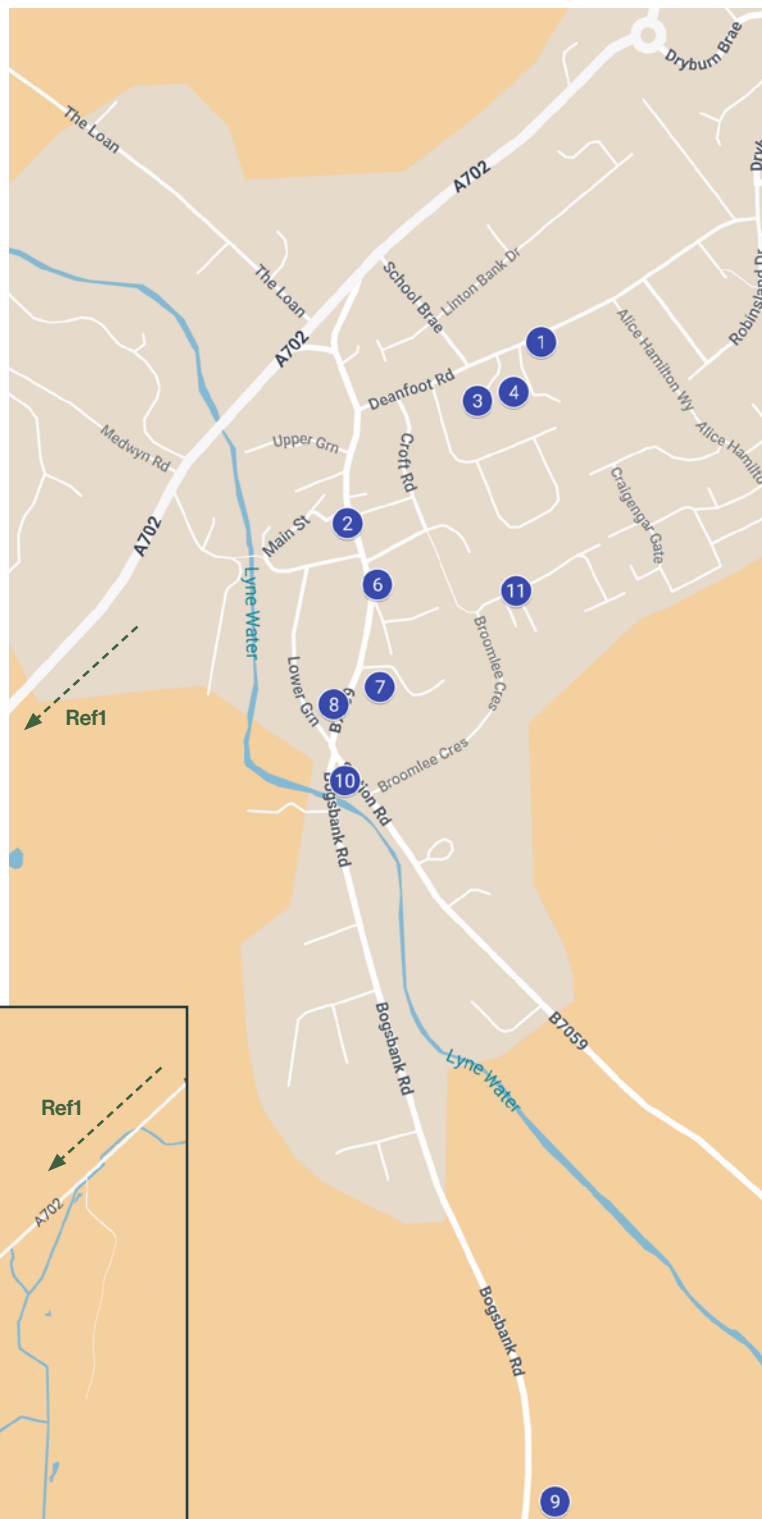 Dryburn Brae
The Loan
A702
School Brae
Linton Bank Dr
Robinsland Dr
The Loan
A702
1
Alice Hamilton Wy
Deanfoot Rd
3
4
Medwyn Rd
Upper Grn
Croft Rd
Alice Hamilton
Craigengar Gate
A702
Main St
2
Lyne Water
6
11
Broomlee Cres
Lower Grn
7
8
Ref1
Broomlee Cres
10
Bogsbank Rd
B7059
Bogsbank Rd
Lyne Water
Ref1
A702
Bogsbank Rd
9